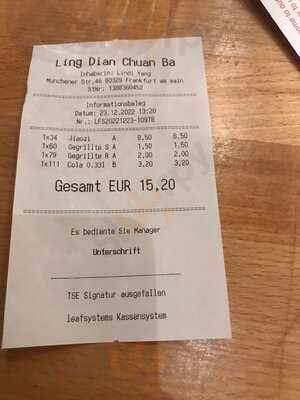 Ling Dian Chuan Ba
Inhaberin: Lindi Yang
Münchener Str.46 60329 Frankfurt am main
StNr: 1388360452
Informationsbeleg
Datum: 23.12.2022 13:20
Nr.: LFS20221223-10978
1x34 Jiaozi A 8,50 8,50
1x60 Gegrillte S A 1,50 1,50
1x79 Gegrillte R A 2,00 2,00
1x111 Cola 0.33l B 3,20 3,20
Gesamt EUR 15,20
Es bediente Sie Manager
Unterschrift
TSE Signatur ausgefallen
leafsystems Kassensystem